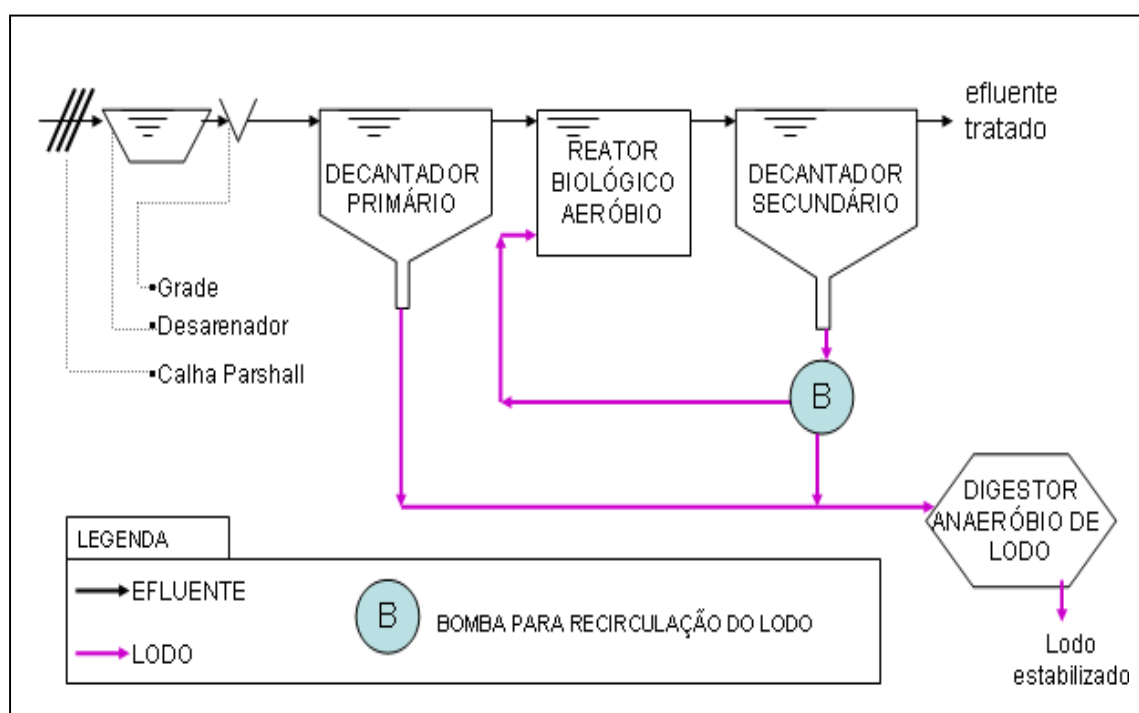 efluente
tratado
DECANTADOR
PRIMÁRIO
REATOR
BIOLÓGICO
AERÓBIO
DECANTADOR
SECUNDÁRIO
▪Grade
▪Desarenador
▪Calha Parshall
B
DIGESTOR
ANAERÓBIO DE
LODO
LEGENDA
EFLUENTE
LODO
B
BOMBA PARA RECIRCULAÇÃO DO LODO
Lodo
estabilizado